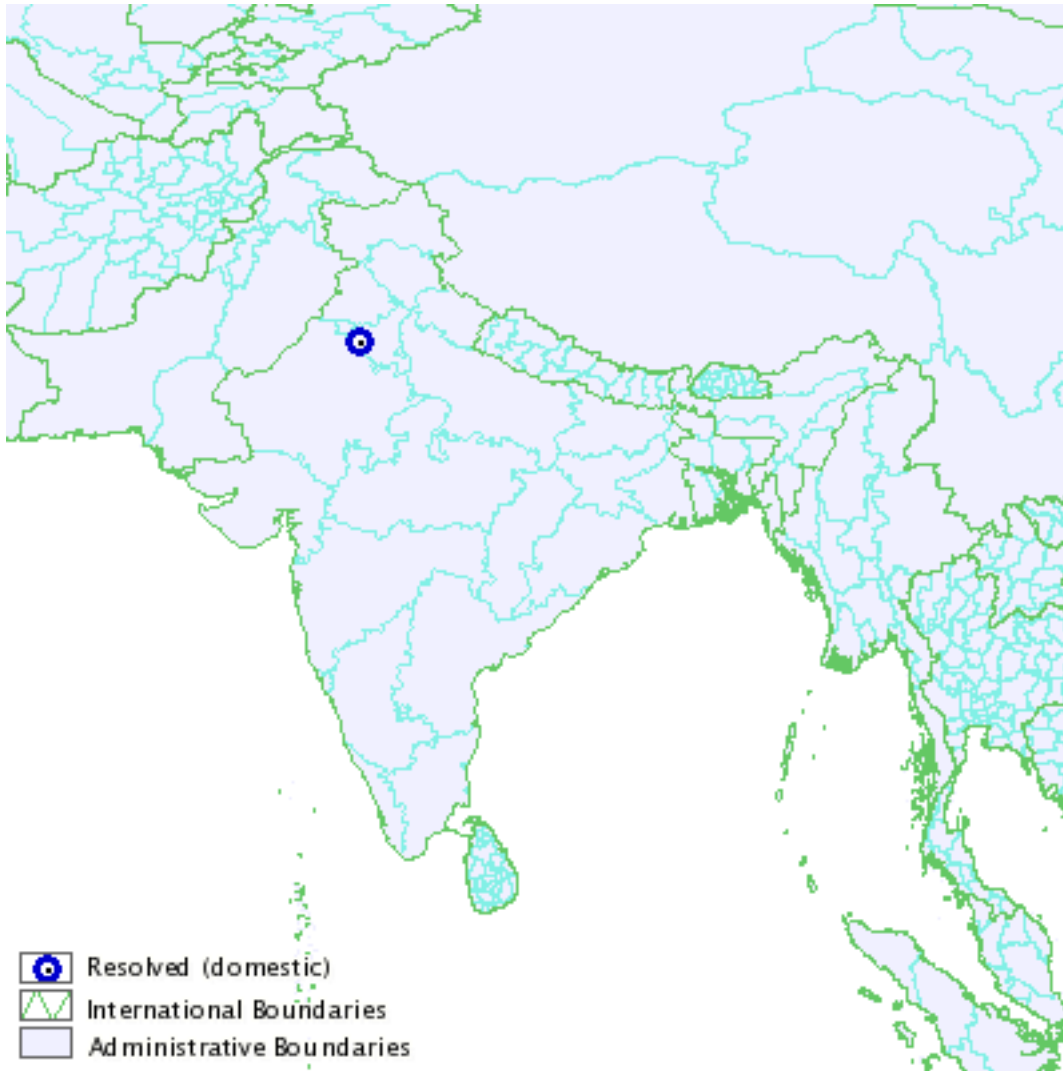 Resolved (domestic)
International Boundaries
Administrative Boundaries